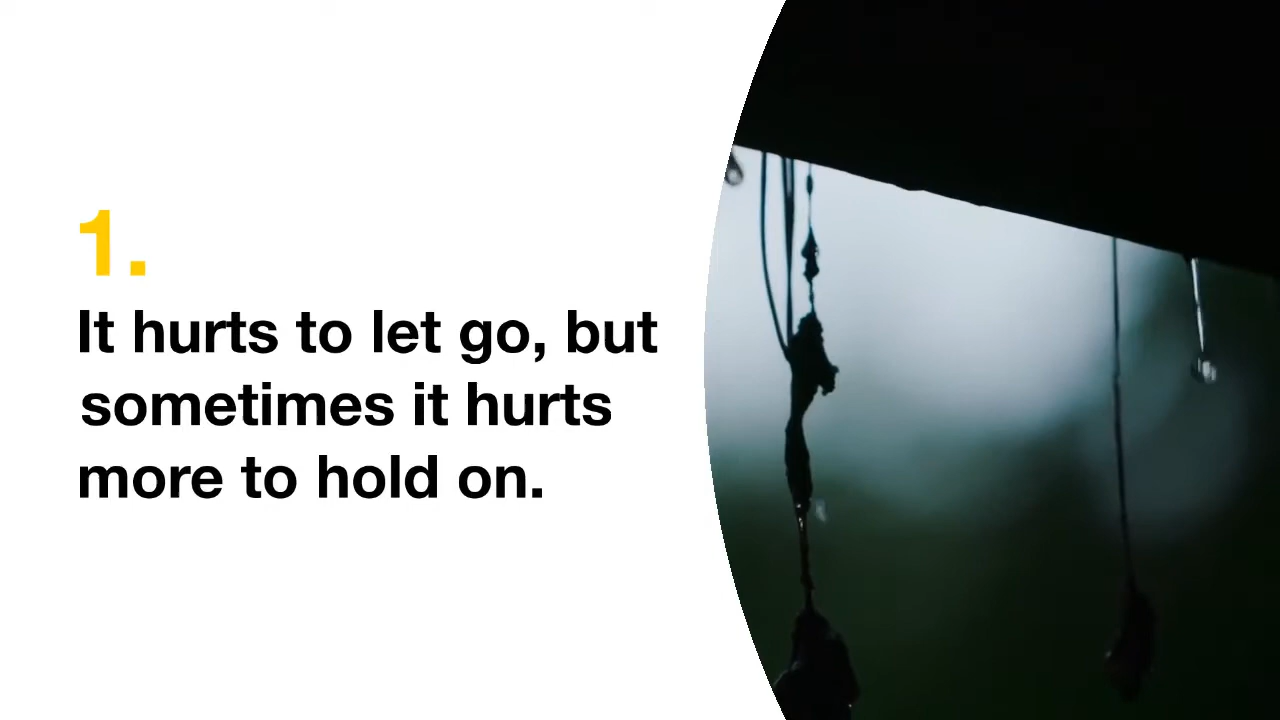 1.
It hurts to let go, but
sometimes it hurts
more to hold on.